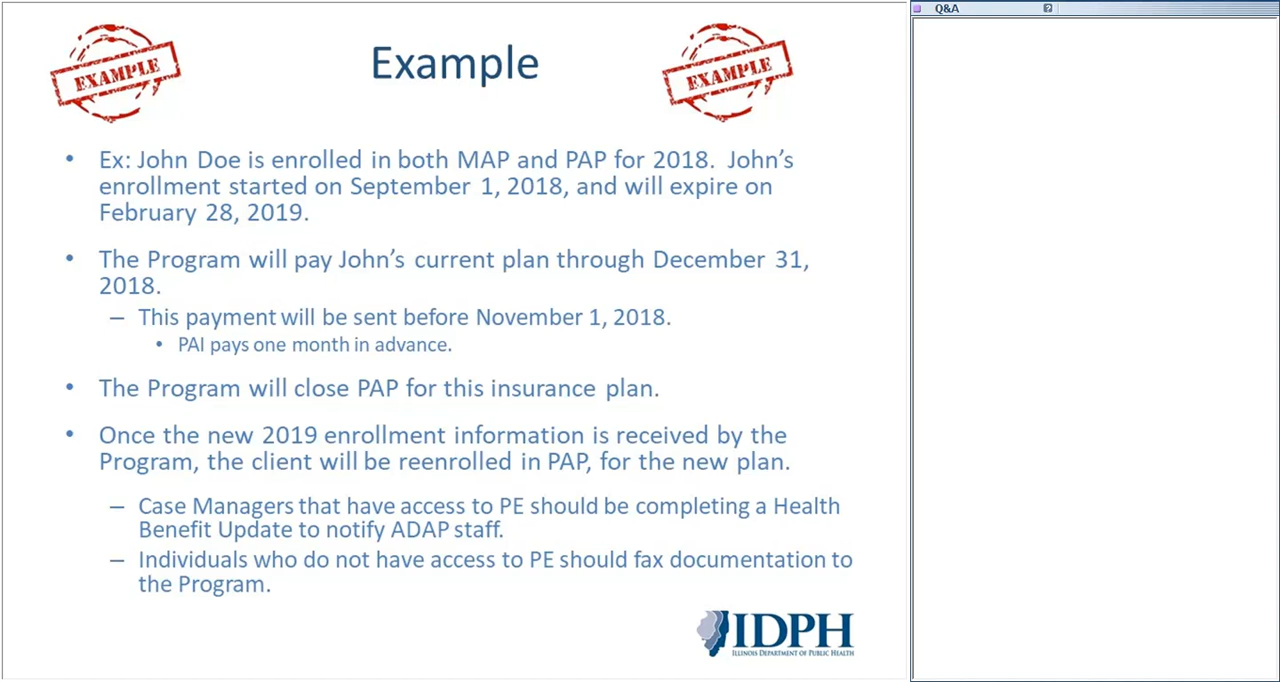 Q&A
EXAMPLE
Example
EXAMPLE
• Ex: John Doe is enrolled in both MAP and PAP for 2018. John’s
enrollment started on September 1, 2018, and will expire on
February 28, 2019.
• The Program will pay John’s current plan through December 31,
2018.
– This payment will be sent before November 1, 2018.
• PAI pays one month in advance.
• The Program will close PAP for this insurance plan.
• Once the new 2019 enrollment information is received by the
Program, the client will be reenrolled in PAP, for the new plan.
– Case Managers that have access to PE should be completing a Health
Benefit Update to notify ADAP staff.
– Individuals who do not have access to PE should fax documentation to
the Program.
IDPH
ILLINOIS DEPARTMENT OF PUBLIC HEALTH